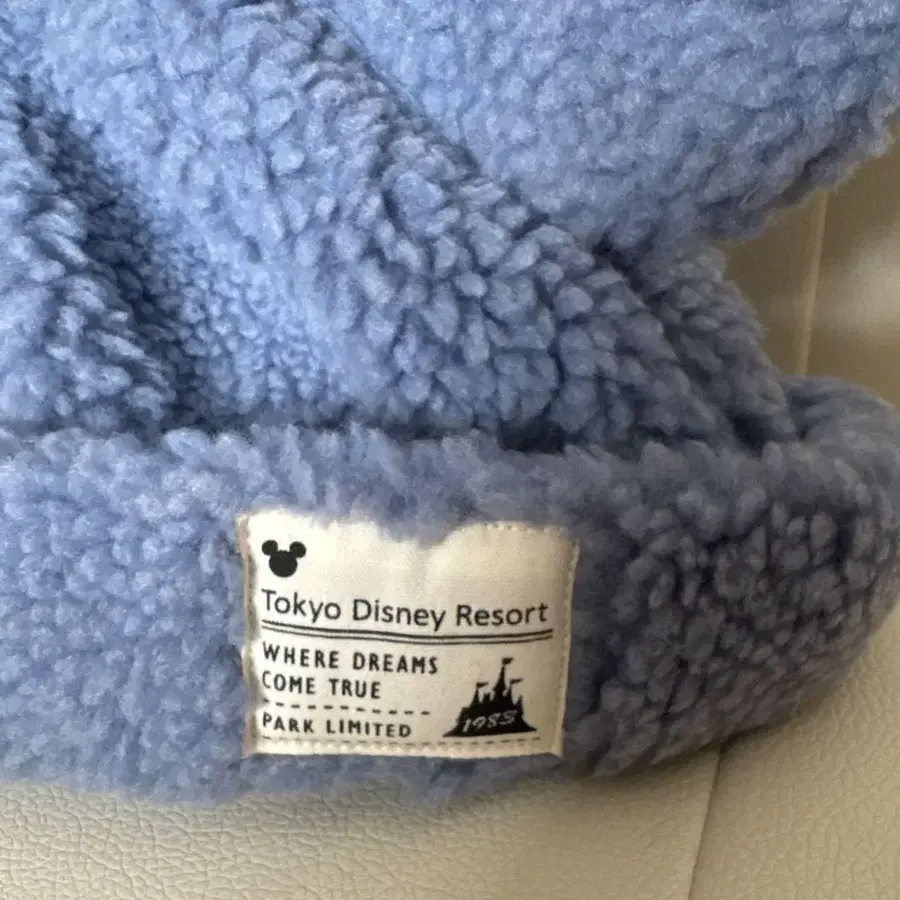 Tokyo Disney Resort
WHERE DREAMS
COME TRUE
PARK LIMITED
1983